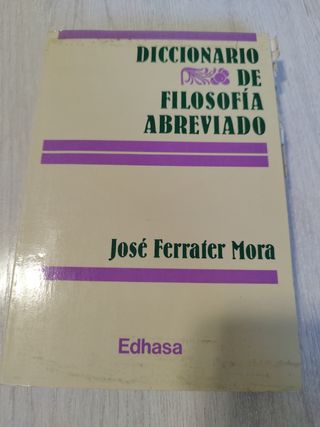 DICCIONARIO
DE
FILOSOFÍA
ABREVIADO
José Ferrater Mora
Edhasa